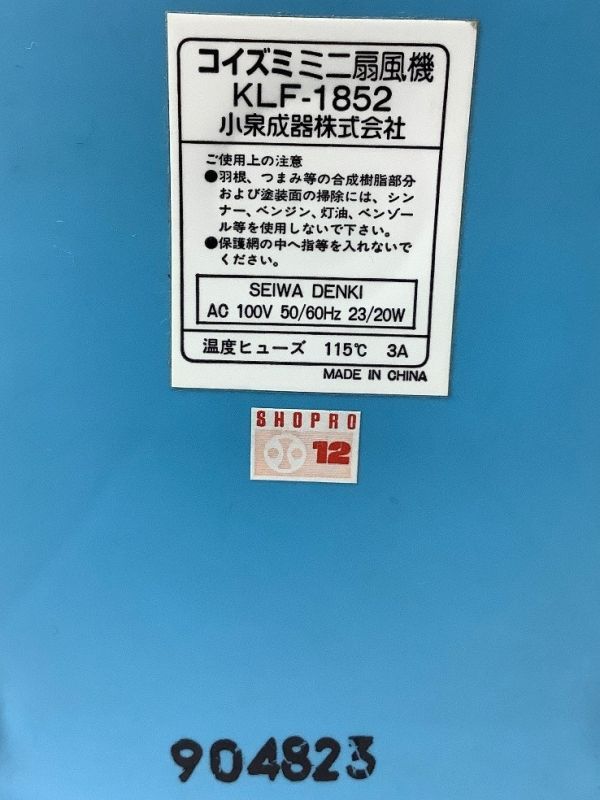 コイズミミニ扇風機
KLF-1852
小泉成器株式会社
ご使用上の注意
●羽根、つまみ等の合成樹脂部分
および塗装面の掃除には、シン
ナー、ベンジン、灯油、ベンゾー
ル等を使用しないで下さい。
●保護網の中へ指等を入れないで
ください。
SEIWA DENKI
AC 100V 50/60Hz 23/20W
温度ヒューズ 115℃ 3A
MADE IN CHINA
SHOPRO
12
904823